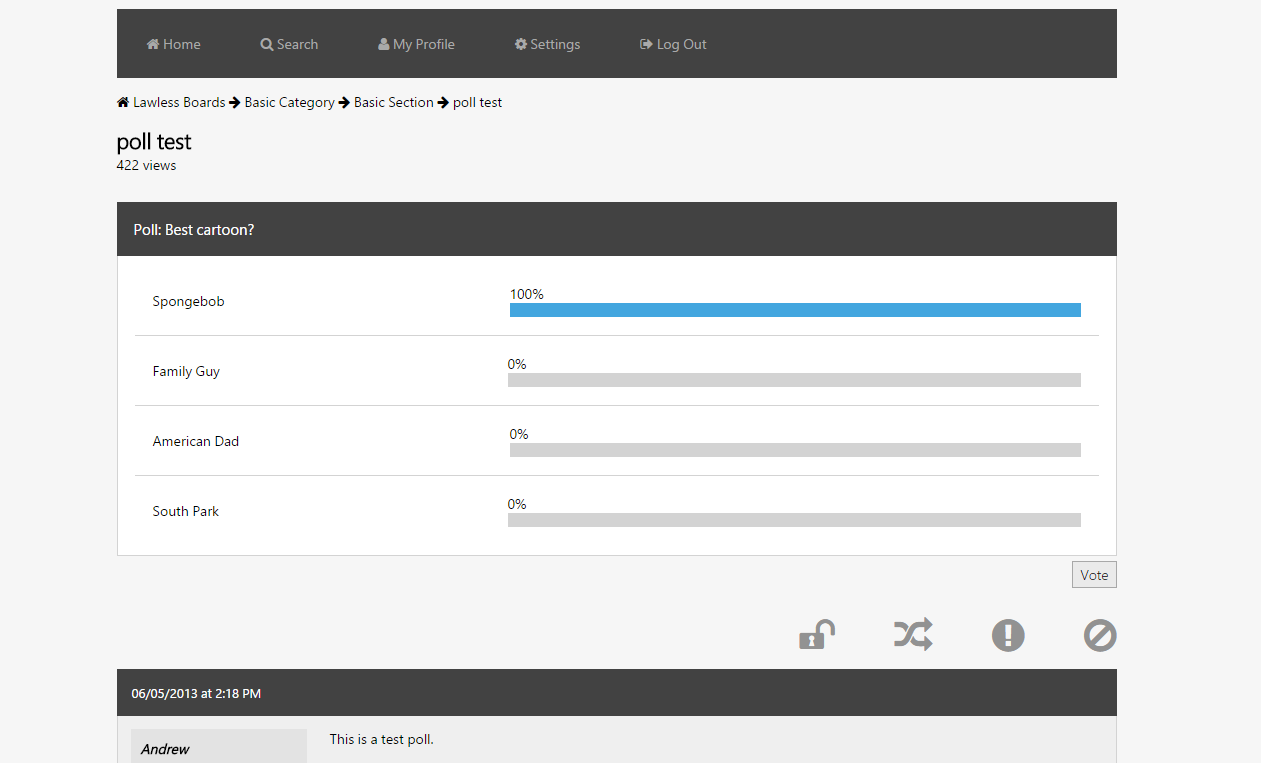 Home Search My Profile Settings Log Out
Lawless Boards Basic Category Basic Section poll test
poll test
422 views
Poll: Best cartoon?
Spongebob
100%
Family Guy
0%
American Dad
0%
South Park
0%
Vote
06/05/2013 at 2:18 PM
Andrew
This is a test poll.